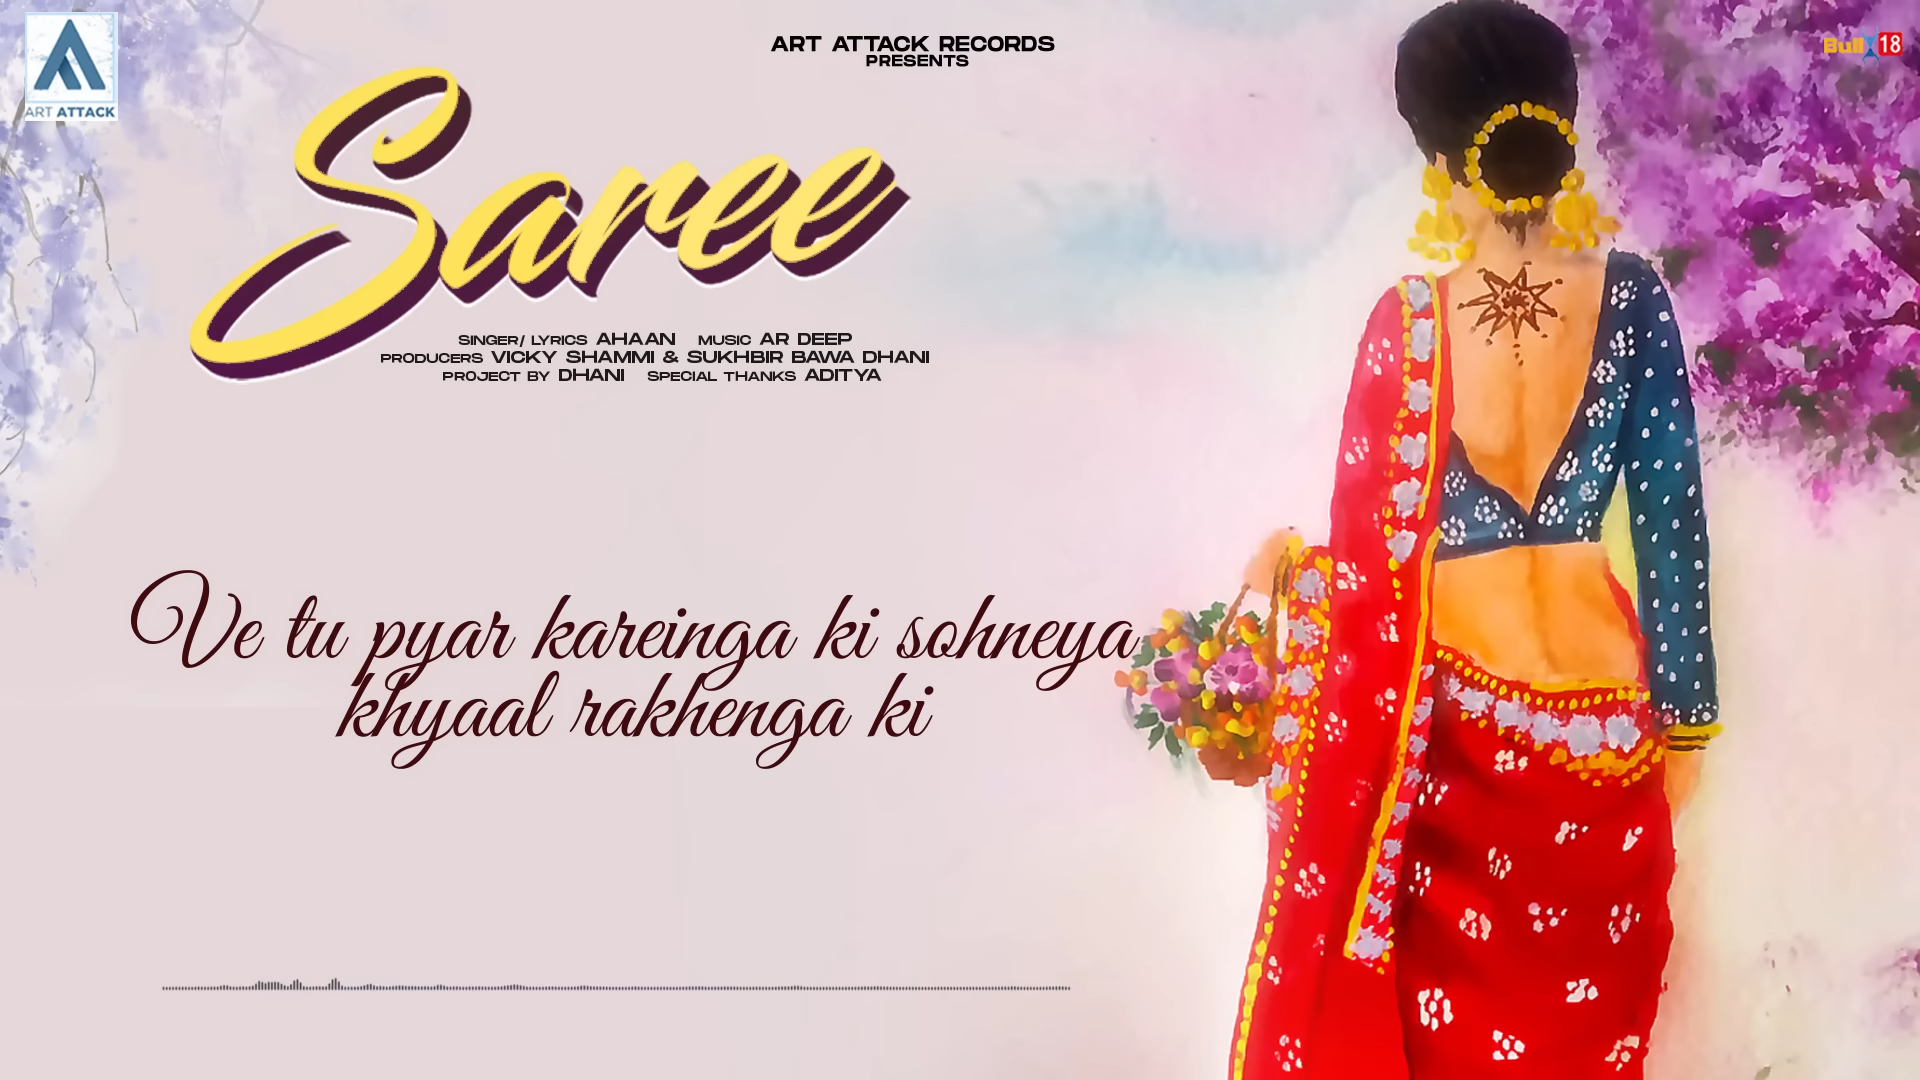 ART ATTACK
ART ATTACK RECORDS
PRESENTS
Bull 18
Saree
SINGER/ LYRICS AHAAN MUSIC AR DEEP
PRODUCERS VICKY SHAMMI & SUKHBIR BAWA DHANI
PROJECT BY DHANI SPECIAL THANKS ADITYA
Ve tu pyar kareinga ki sohneya
khyaal rakhenga ki